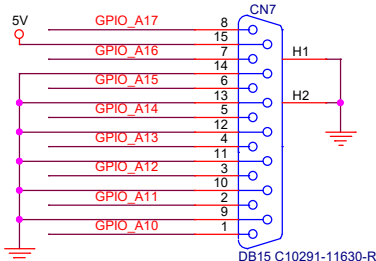 CN7
GPIO_A17 8
5V 15
GPIO_A16 7 H1
14
GPIO_A15 6
13 H2
GPIO_A14 5
12
GPIO_A13 4
11
GPIO_A12 3
10
GPIO_A11 2
9
GPIO_A10 1
DB15 C10291-11630-R